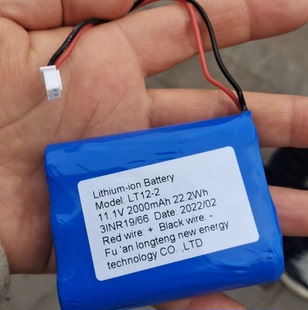 Lithium-ion Battery
Model: LT12-2
11.1V 2000mAh 22.2Wh
3INR19/66 Date: 2022/02
Red wire: + Black wire: -
Fu 'an longteng new energy
technology CO. ,LTD